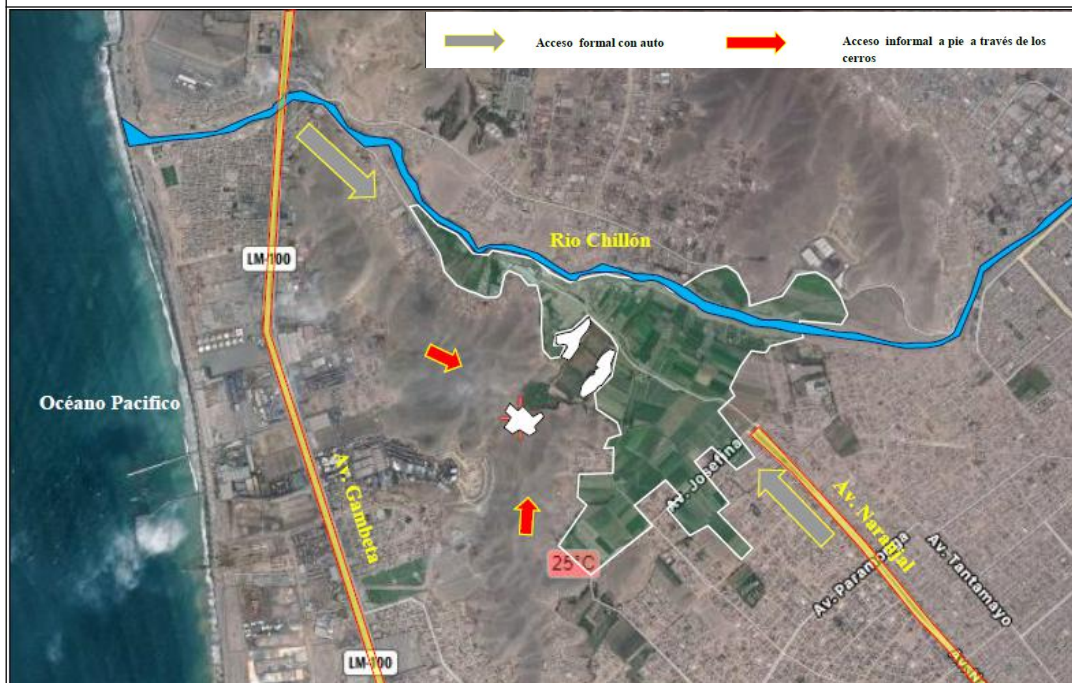 Acceso formal con auto
Acceso informal a pie a través de los
cerros
Rio Chillón
LM-100
Océano Pacifico
Av. Gambeta
Av. Josefina
Av. Naranjal
25°C
Av. Paramonga
Av. Tantamayo
LM-100